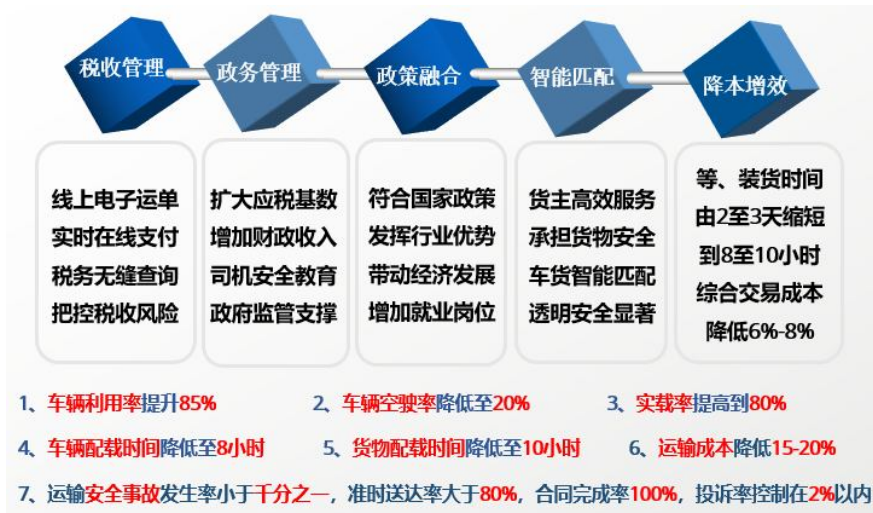 税收管理
政务管理
政策融合
智能匹配
降本增效
线上电子运单
实时在线支付
税务无缝查询
把控税收风险
扩大应税基数
增加财政收入
司机安全教育
政府监管支撑
符合国家政策
发挥行业优势
带动经济发展
增加就业岗位
货主高效服务
承担货物安全
车货智能匹配
透明安全显著
等、装货时间
由2至3天缩短
到8至10小时
综合交易成本
降低6%-8%
1、车辆利用率提升85%
2、车辆空驶率降低至20%
3、实载率提高到80%
4、车辆配载时间降低至8小时
5、货物配载时间降低至10小时
6、运输成本降低15-20%
7、运输安全事故发生率小于千分之一，准时送达率大于80%，合同完成率100%，投诉率控制在2%以内